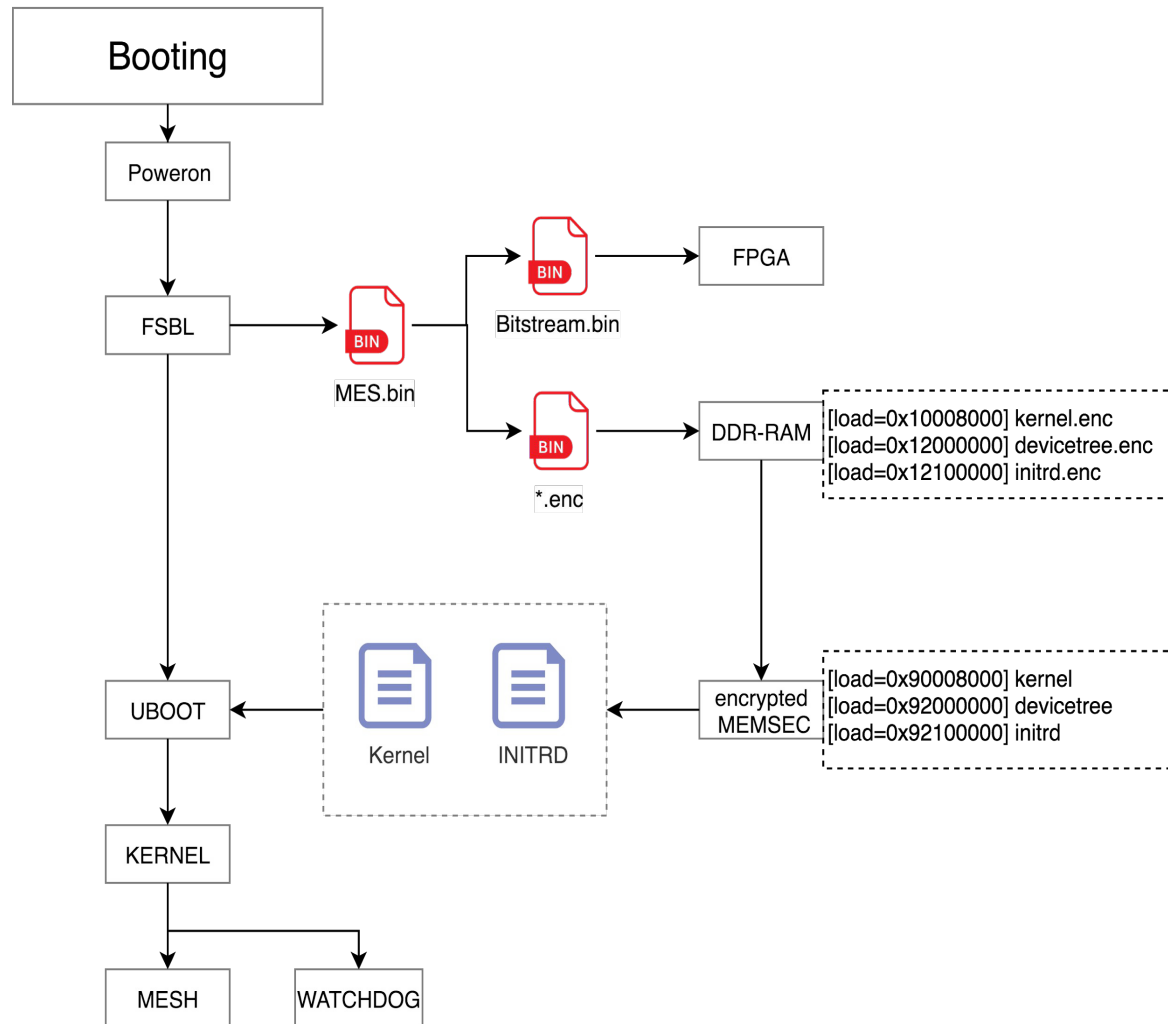 Booting
Poweron
BIN
FPGA
Bitstream.bin
FSBL
BIN
MES.bin
BIN
*.enc
DDR-RAM
[load=0x10008000] kernel.enc
[load=0x12000000] devicetree.enc
[load=0x12100000] initrd.enc
UBOOT
Kernel
INITRD
encrypted
MEMSEC
[load=0x90008000] kernel
[load=0x92000000] devicetree
[load=0x92100000] initrd
KERNEL
MESH
WATCHDOG